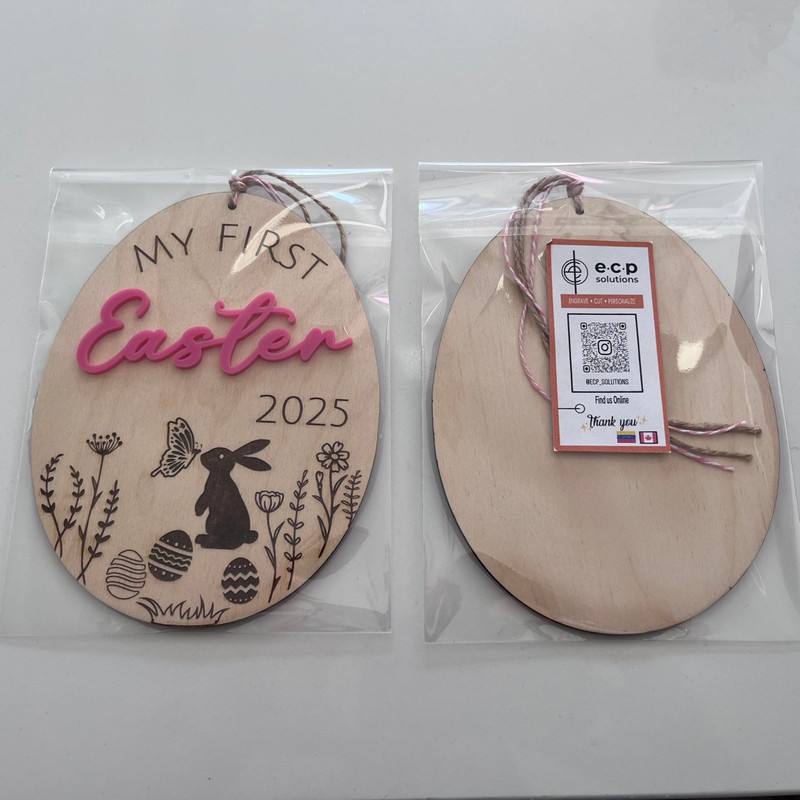 MY FIRST
Easter
2025
e·c·p
solutions
ENGRAVE • CUT • PERSONALIZE
@ECP_SOLUTIONS
Find us Online
Thank you